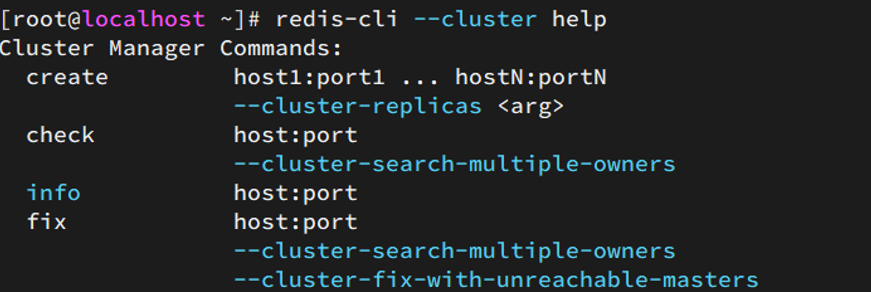 [root@localhost ~]# redis-cli --cluster help
Cluster Manager Commands:
  create         host1:port1 ... hostN:portN
                 --cluster-replicas <arg>
  check          host:port
                 --cluster-search-multiple-owners
  info           host:port
  fix            host:port
                 --cluster-search-multiple-owners
                 --cluster-fix-with-unreachable-masters